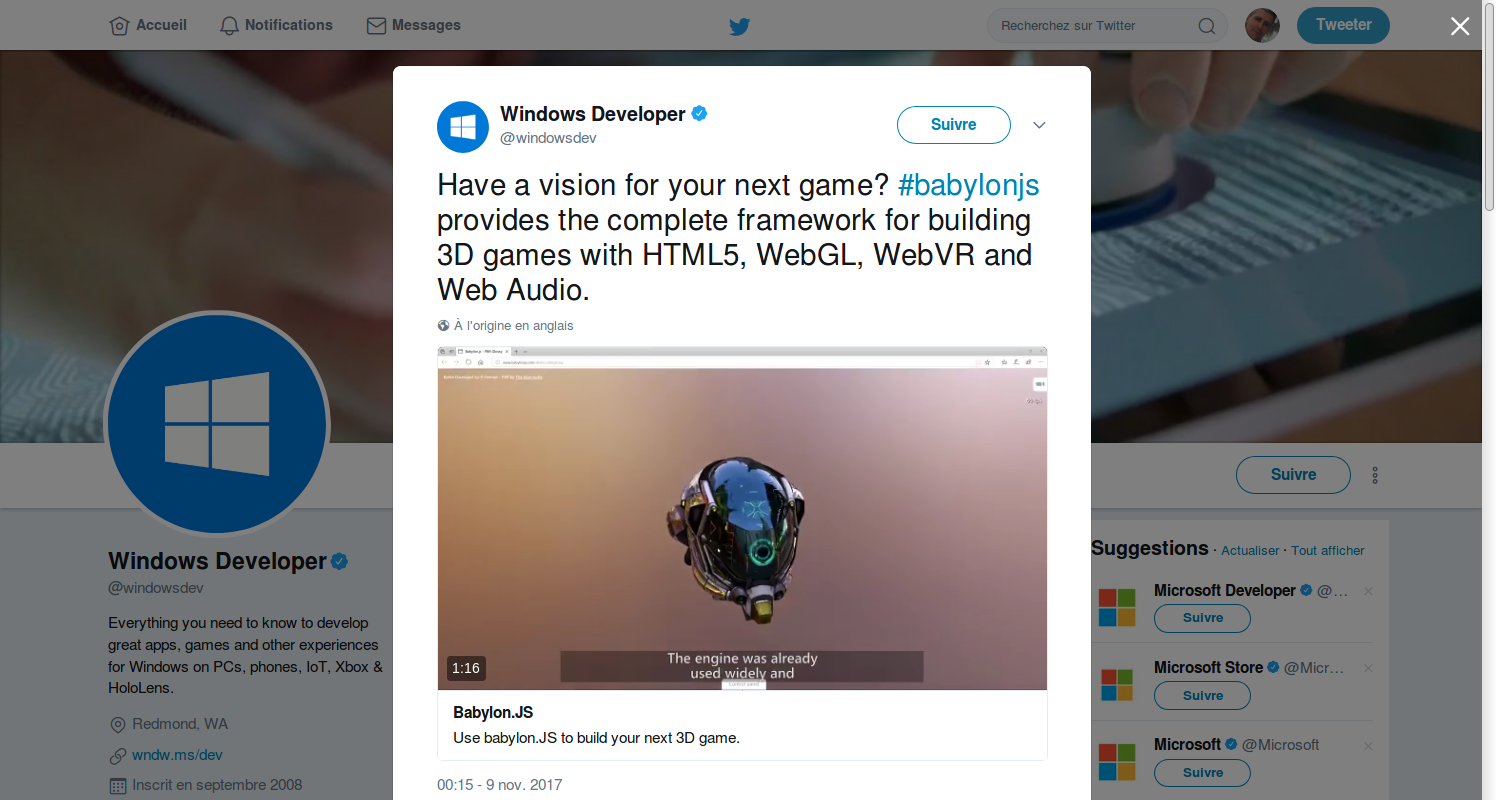 Accueil
Notifications
Messages
Recherchez sur Twitter
Tweeter
Windows Developer
@windowsdev
Suivre
Have a vision for your next game? #babylonjs
provides the complete framework for building
3D games with HTML5, WebGL, WebVR and
Web Audio.
À l'origine en anglais
The engine was already
used widely and
Control panel
1:16
Babylon.JS
Use babylon.JS to build your next 3D game.
00:15 - 9 nov. 2017
Windows Developer
@windowsdev
Everything you need to know to develop
great apps, games and other experiences
for Windows on PCs, phones, IoT, Xbox &
HoloLens.
Redmond, WA
wndw.ms/dev
Inscrit en septembre 2008
Suivre
Suggestions · Actualiser · Tout afficher
Microsoft Developer @…
Suivre
Microsoft Store @Micr…
Suivre
Microsoft @Microsoft
Suivre